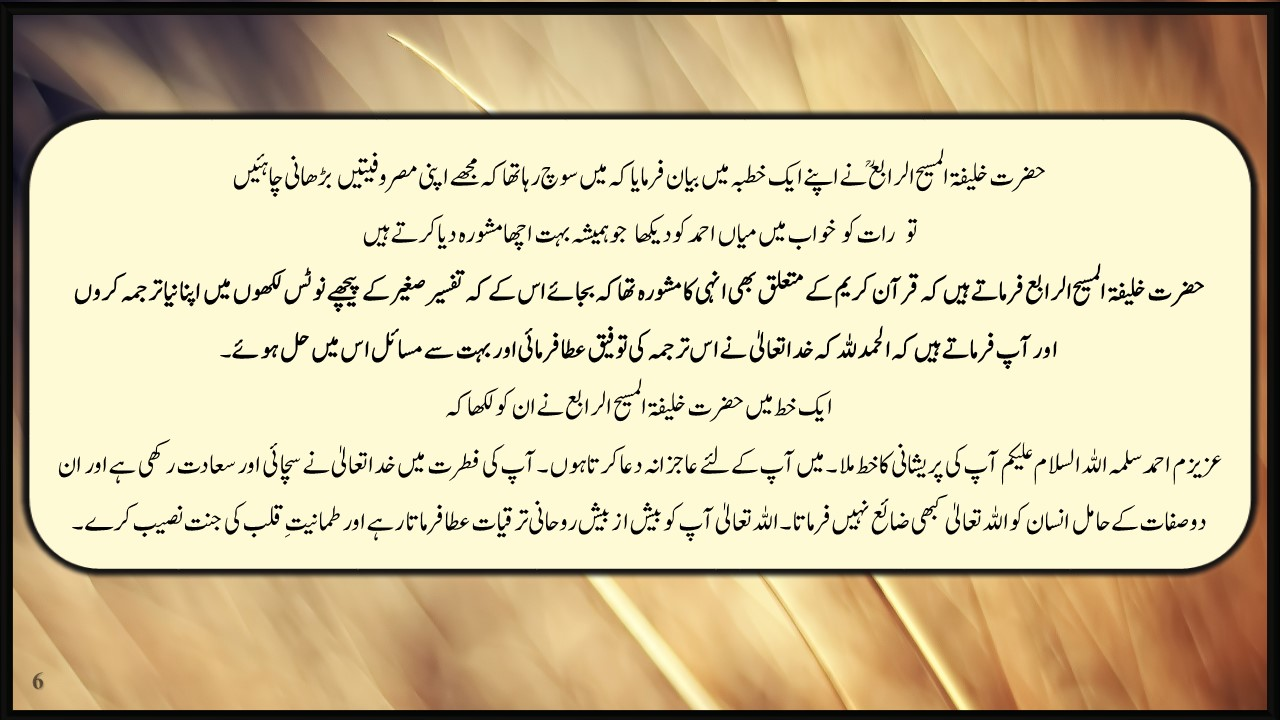 حضرت خلیفۃ المسیح الرابعؒ نے اپنے ایک خطبہ میں بیان فرمایا کہ میں سوچ رہا تھا کہ مجھے اپنی مصروفیتیں بڑھانی چاہئیں
تو رات کو خواب میں میاں احمد کو دیکھا جو ہمیشہ بہت اچھا مشورہ دیا کرتے ہیں
حضرت خلیفۃ المسیح الرابع فرماتے ہیں کہ قرآن کریم کے متعلق بھی انہی کا مشورہ تھا کہ بجائے اس کے کہ تفسیر صغیر کے پیچھے نوٹس لکھوں میں اپنا نیا ترجمہ کروں
اور آپ فرماتے ہیں کہ الحمد للہ کہ خدا تعالیٰ نے اس ترجمہ کی توفیق عطا فرمائی اور بہت سے مسائل اس میں حل ہوئے۔
ایک خط میں حضرت خلیفۃ المسیح الرابع نے ان کو لکھا کہ
عزیزم احمد سلمہ اللہ السلام علیکم آپ کی پریشانی کا خط ملا۔ میں آپ کے لئے عاجزانہ دعا کرتا ہوں۔ آپ کی فطرت میں خدا تعالیٰ نے سچائی اور سعادت رکھی ہے اور ان
دو صفات کے حامل انسان کو اللہ تعالیٰ کبھی ضائع نہیں فرماتا۔ اللہ تعالیٰ آپ کو بیش از بیش روحانی ترقیات عطا فرماتا رہے اور طمانیتِ قلب کی جنت نصیب کرے۔
6